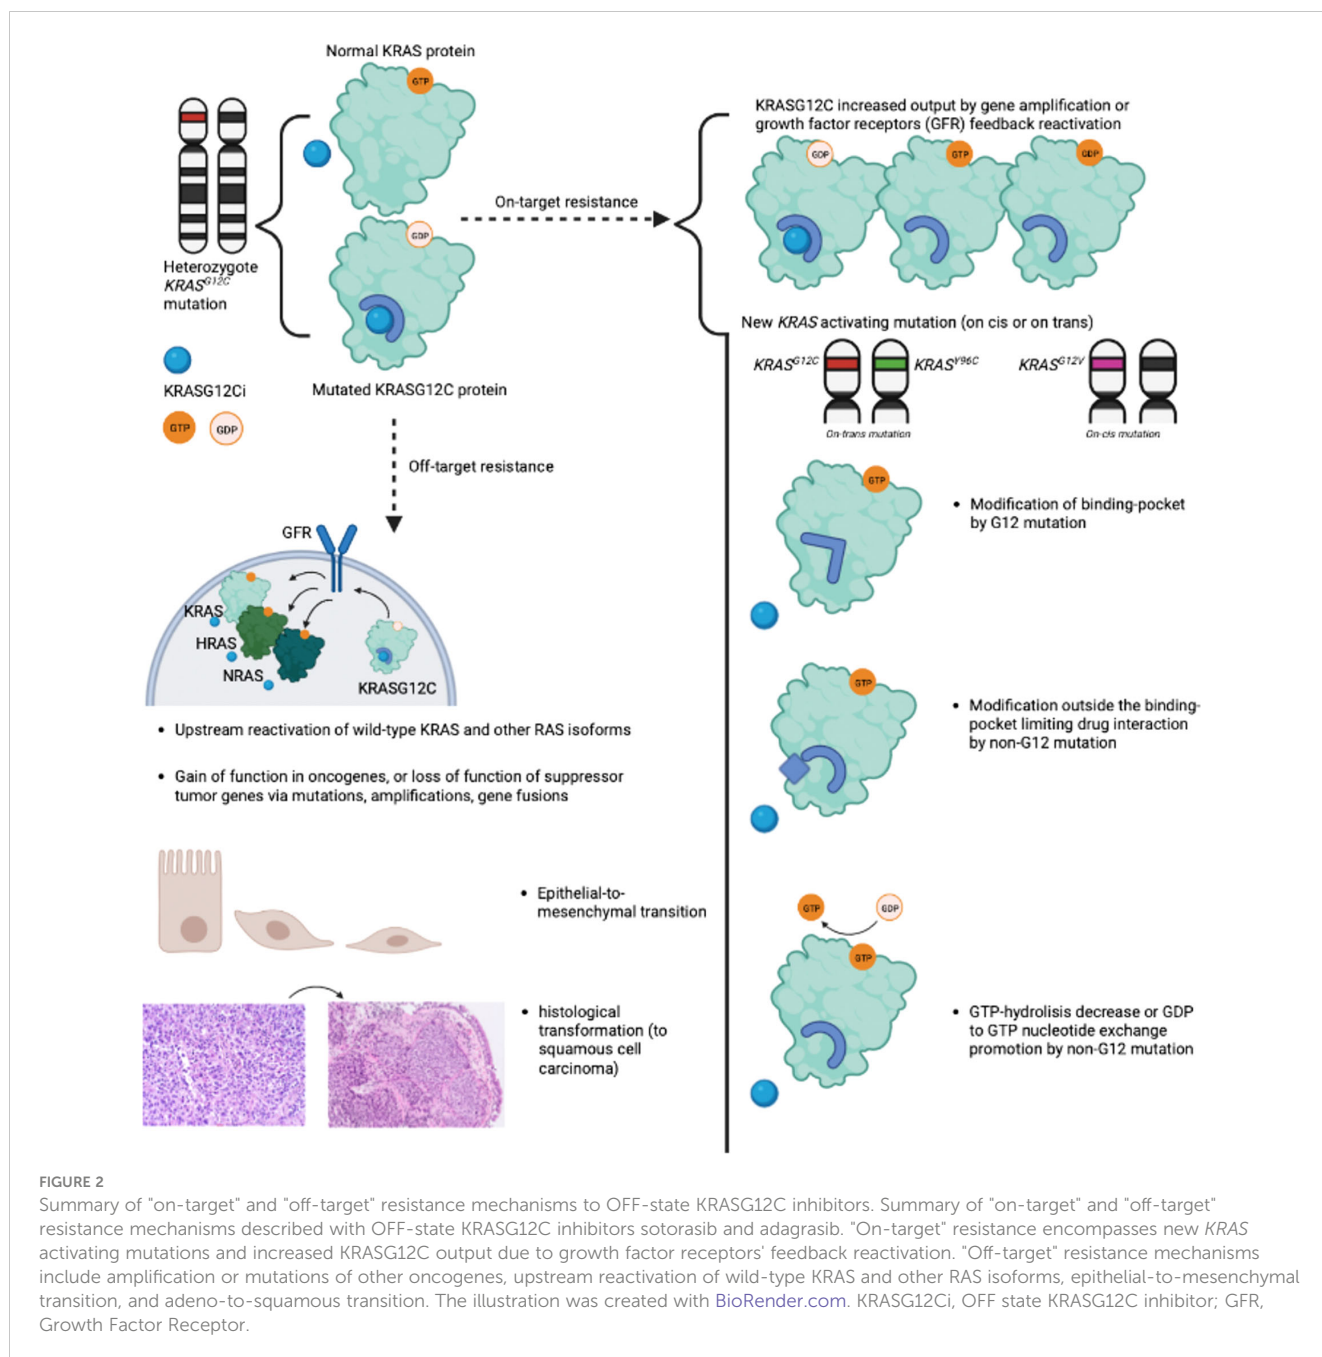 Normal KRAS protein
GTP
Heterozygote
KRASG12C
mutation
GDP
KRASG12Ci
GTP
GDP
Mutated KRASG12C protein
On-target resistance
Off-target resistance
KRASG12C increased output by gene amplification or
growth factor receptors (GFR) feedback reactivation
GDP
GTP
GDP
New KRAS activating mutation (on cis or on trans)
KRASG12C
KRASY96C
On-trans mutation
KRASG12V
On-cis mutation
GTP
• Modification of binding-pocket
by G12 mutation
GTP
• Modification outside the binding-
pocket limiting drug interaction
by non-G12 mutation
GTP
GDP
GTP
• GTP-hydrolisis decrease or GDP
to GTP nucleotide exchange
promotion by non-G12 mutation
GFR
KRAS
HRAS
NRAS
KRASG12C
• Upstream reactivation of wild-type KRAS and other RAS isoforms
• Gain of function in oncogenes, or loss of function of suppressor
tumor genes via mutations, amplifications, gene fusions
• Epithelial-to-
mesenchymal transition
• histological
transformation (to
squamous cell
carcinoma)
FIGURE 2
Summary of "on-target" and "off-target" resistance mechanisms to OFF-state KRASG12C inhibitors. Summary of "on-target" and "off-target"
resistance mechanisms described with OFF-state KRASG12C inhibitors sotorasib and adagrasib. "On-target" resistance encompasses new KRAS
activating mutations and increased KRASG12C output due to growth factor receptors' feedback reactivation. "Off-target" resistance mechanisms
include amplification or mutations of other oncogenes, upstream reactivation of wild-type KRAS and other RAS isoforms, epithelial-to-mesenchymal
transition, and adeno-to-squamous transition. The illustration was created with BioRender.com. KRASG12Ci, OFF state KRASG12C inhibitor; GFR,
Growth Factor Receptor.